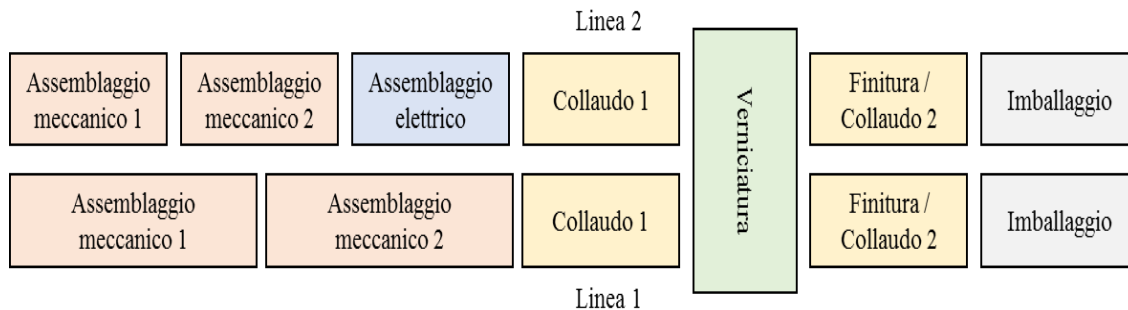 Linea 2
Assemblaggio
meccanico 1
Assemblaggio
meccanico 2
Assemblaggio
elettrico
Collaudo 1
Verniciatura
Finitura /
Collaudo 2
Imballaggio
Assemblaggio
meccanico 1
Assemblaggio
meccanico 2
Collaudo 1
Finitura /
Collaudo 2
Imballaggio
Linea 1